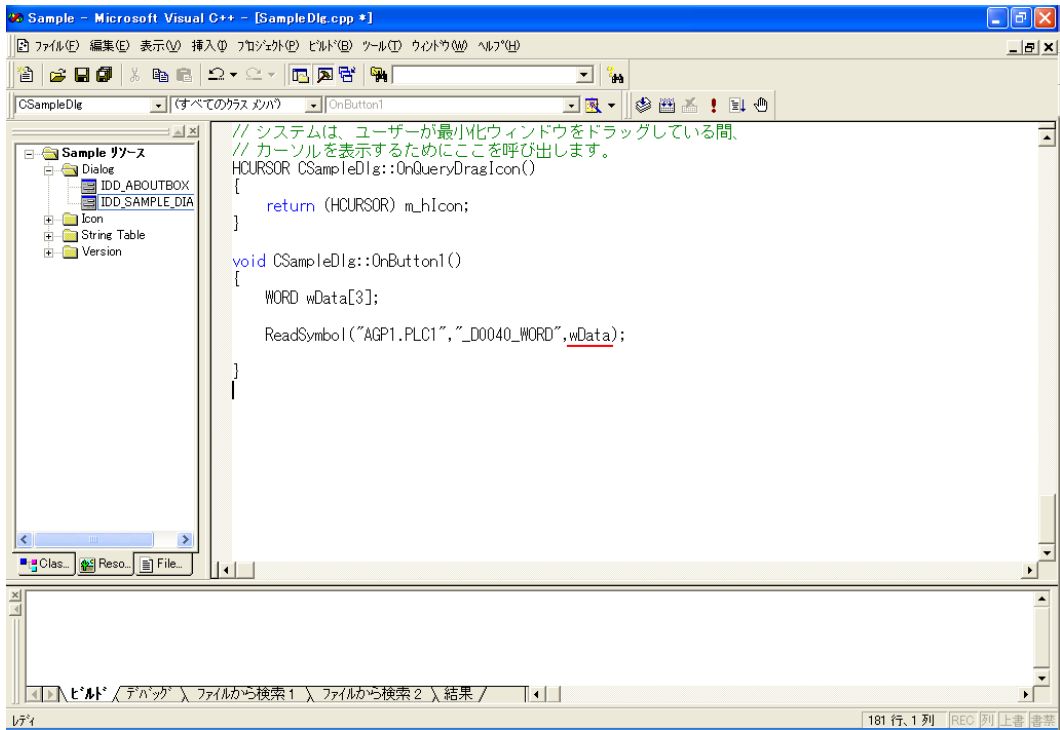 Sample - Microsoft Visual C++ - [SampleDlg.cpp *]
ファイル(F) 編集(E) 表示(V) 挿入(I) プロジェクト(P) ビルド(B) ツール(T) ウィンドウ(W) ヘルプ(H)
CSampleDlg (すべてのクラス メンバ) OnButton1
Sample リソース
Dialog
IDD_ABOUTBOX
IDD_SAMPLE_DIA
Icon
String Table
Version
Clas... Reso... File...
// システムは、ユーザーが最小化ウィンドウをドラッグしている間、
// カーソルを表示するためにここを呼び出します。
HCURSOR CSampleDlg::OnQueryDragIcon()
{
return (HCURSOR) m_hIcon;
}
void CSampleDlg::OnButton1()
{
WORD wData[3];
ReadSymbol("AGP1.PLC1","_D0040_WORD",wData);
}
ビルド デバッグ ファイルから検索1 ファイルから検索2 結果
レディ 181 行、1 列 REC 列 上書 書禁